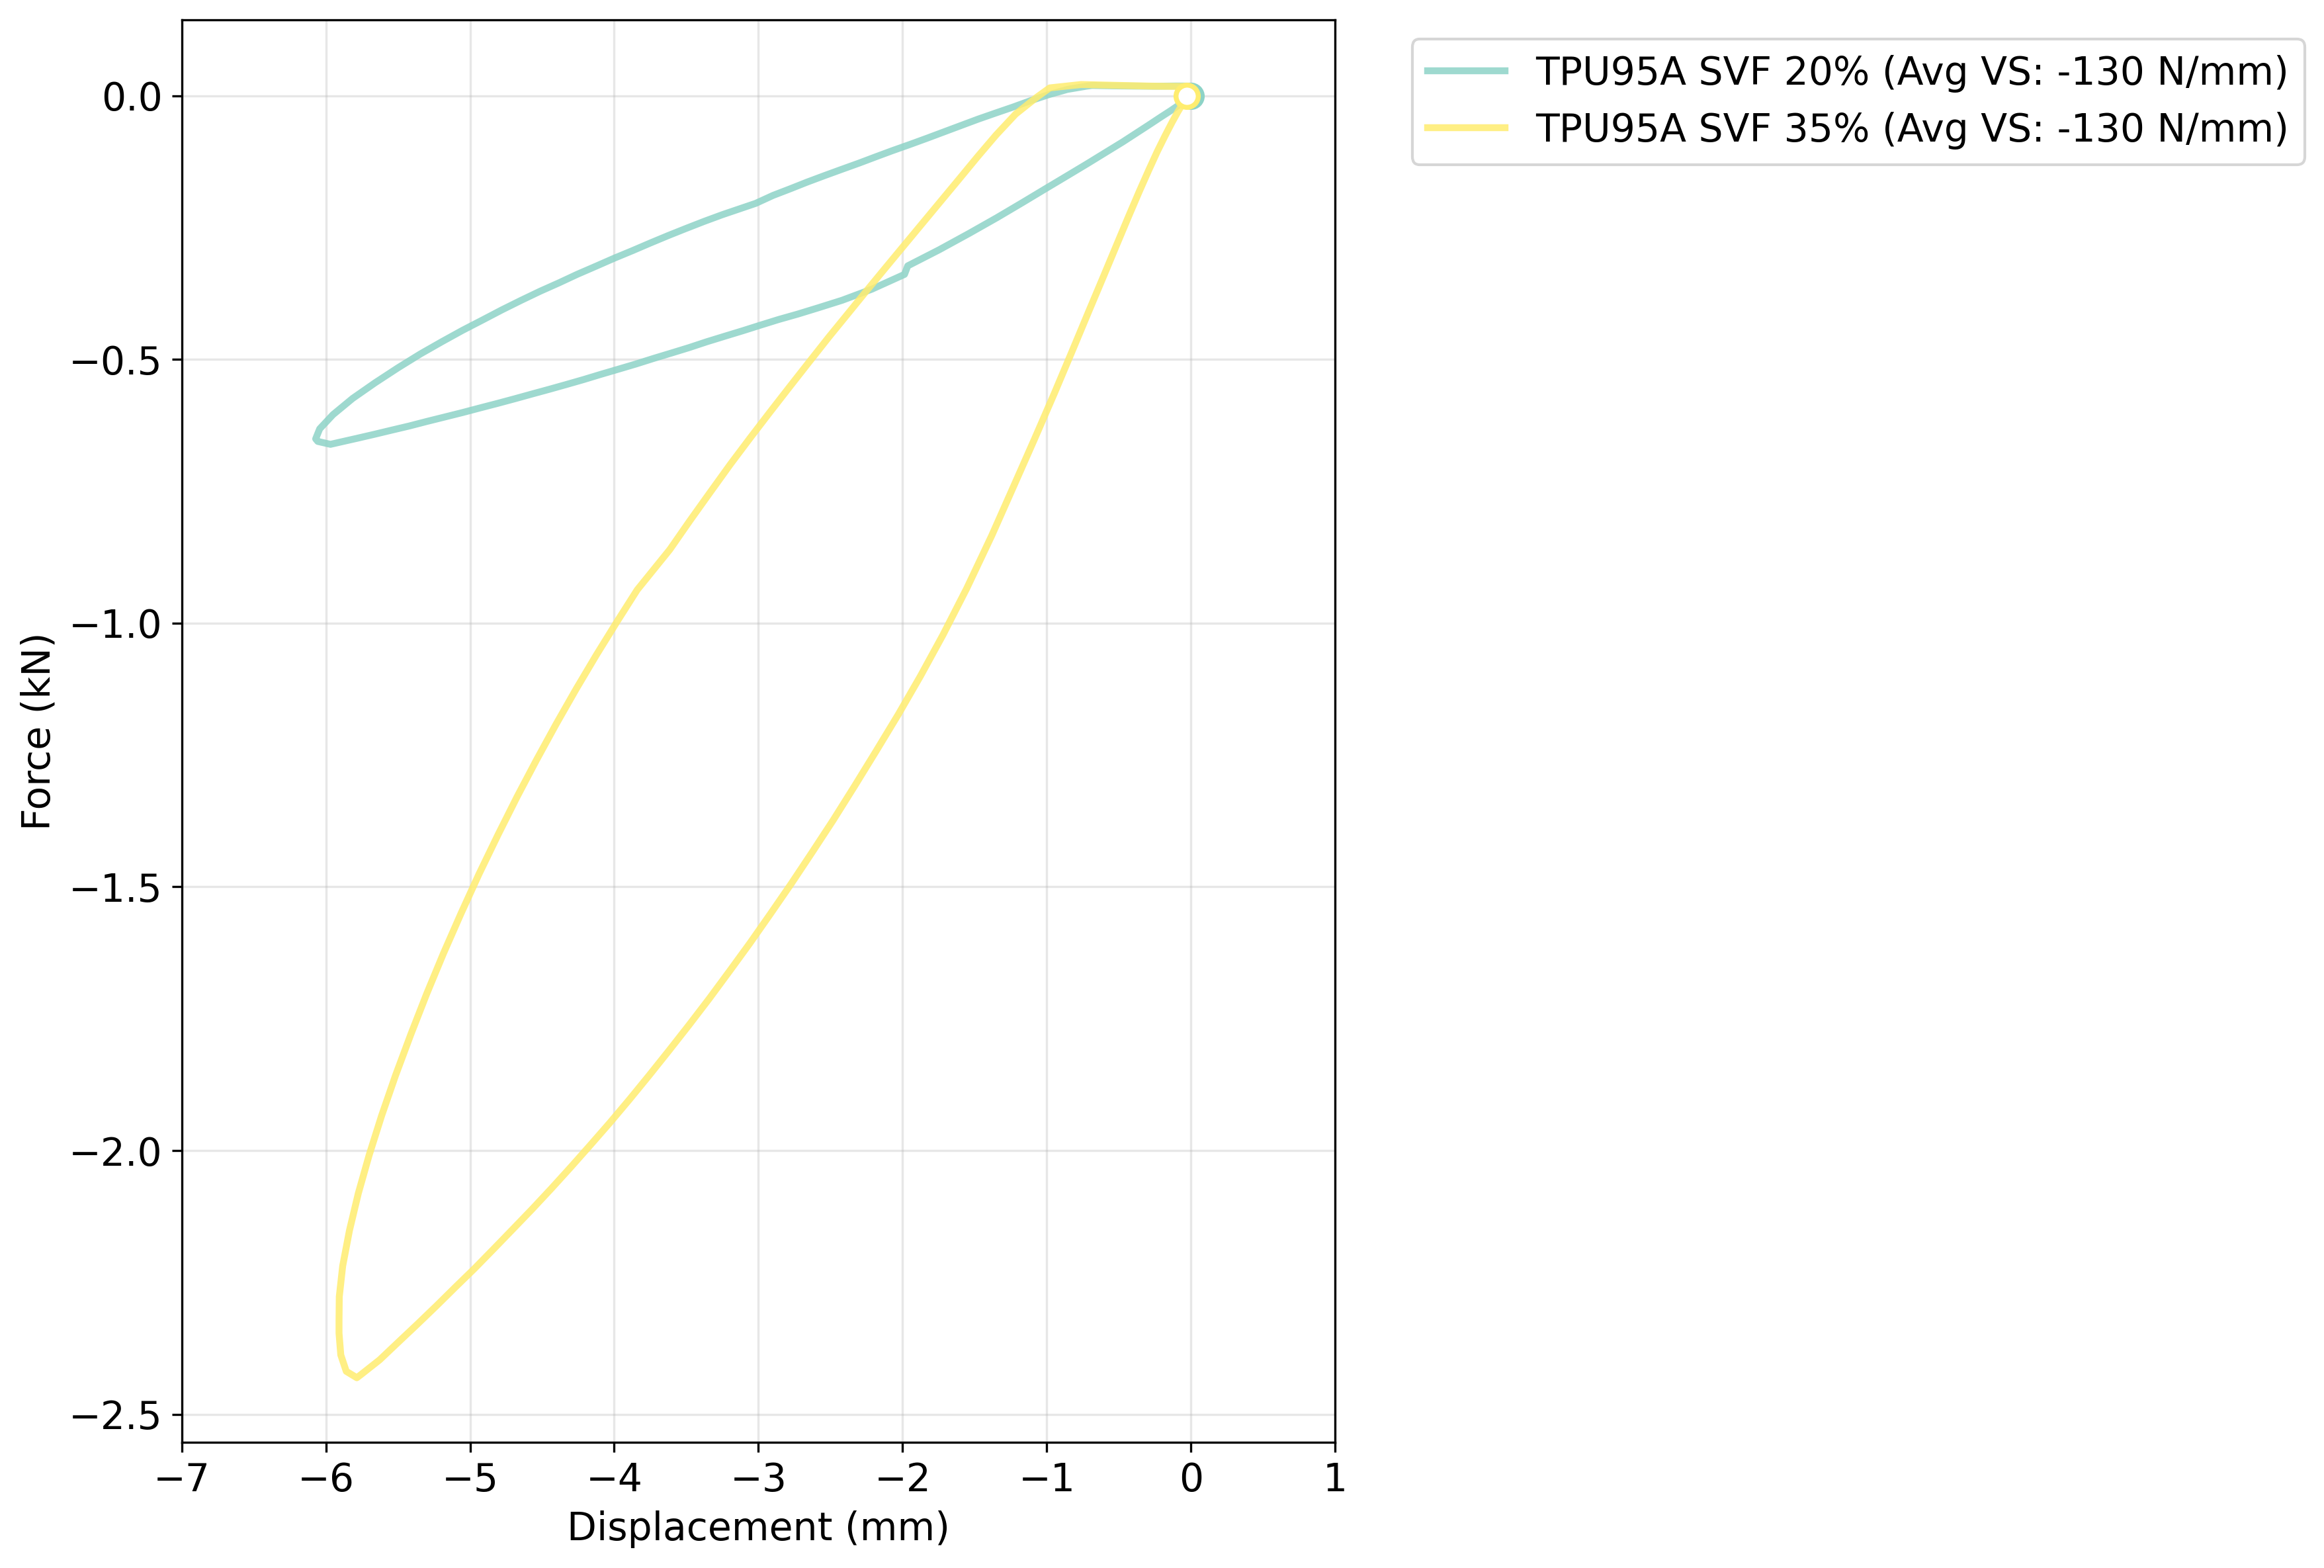 TPU95A SVF 20% (Avg VS: -130 N/mm)
TPU95A SVF 35% (Avg VS: -130 N/mm)
0.0
−0.5
−1.0
−1.5
−2.0
−2.5
Force (kN)
−7 −6 −5 −4 −3 −2 −1 0 1
Displacement (mm)